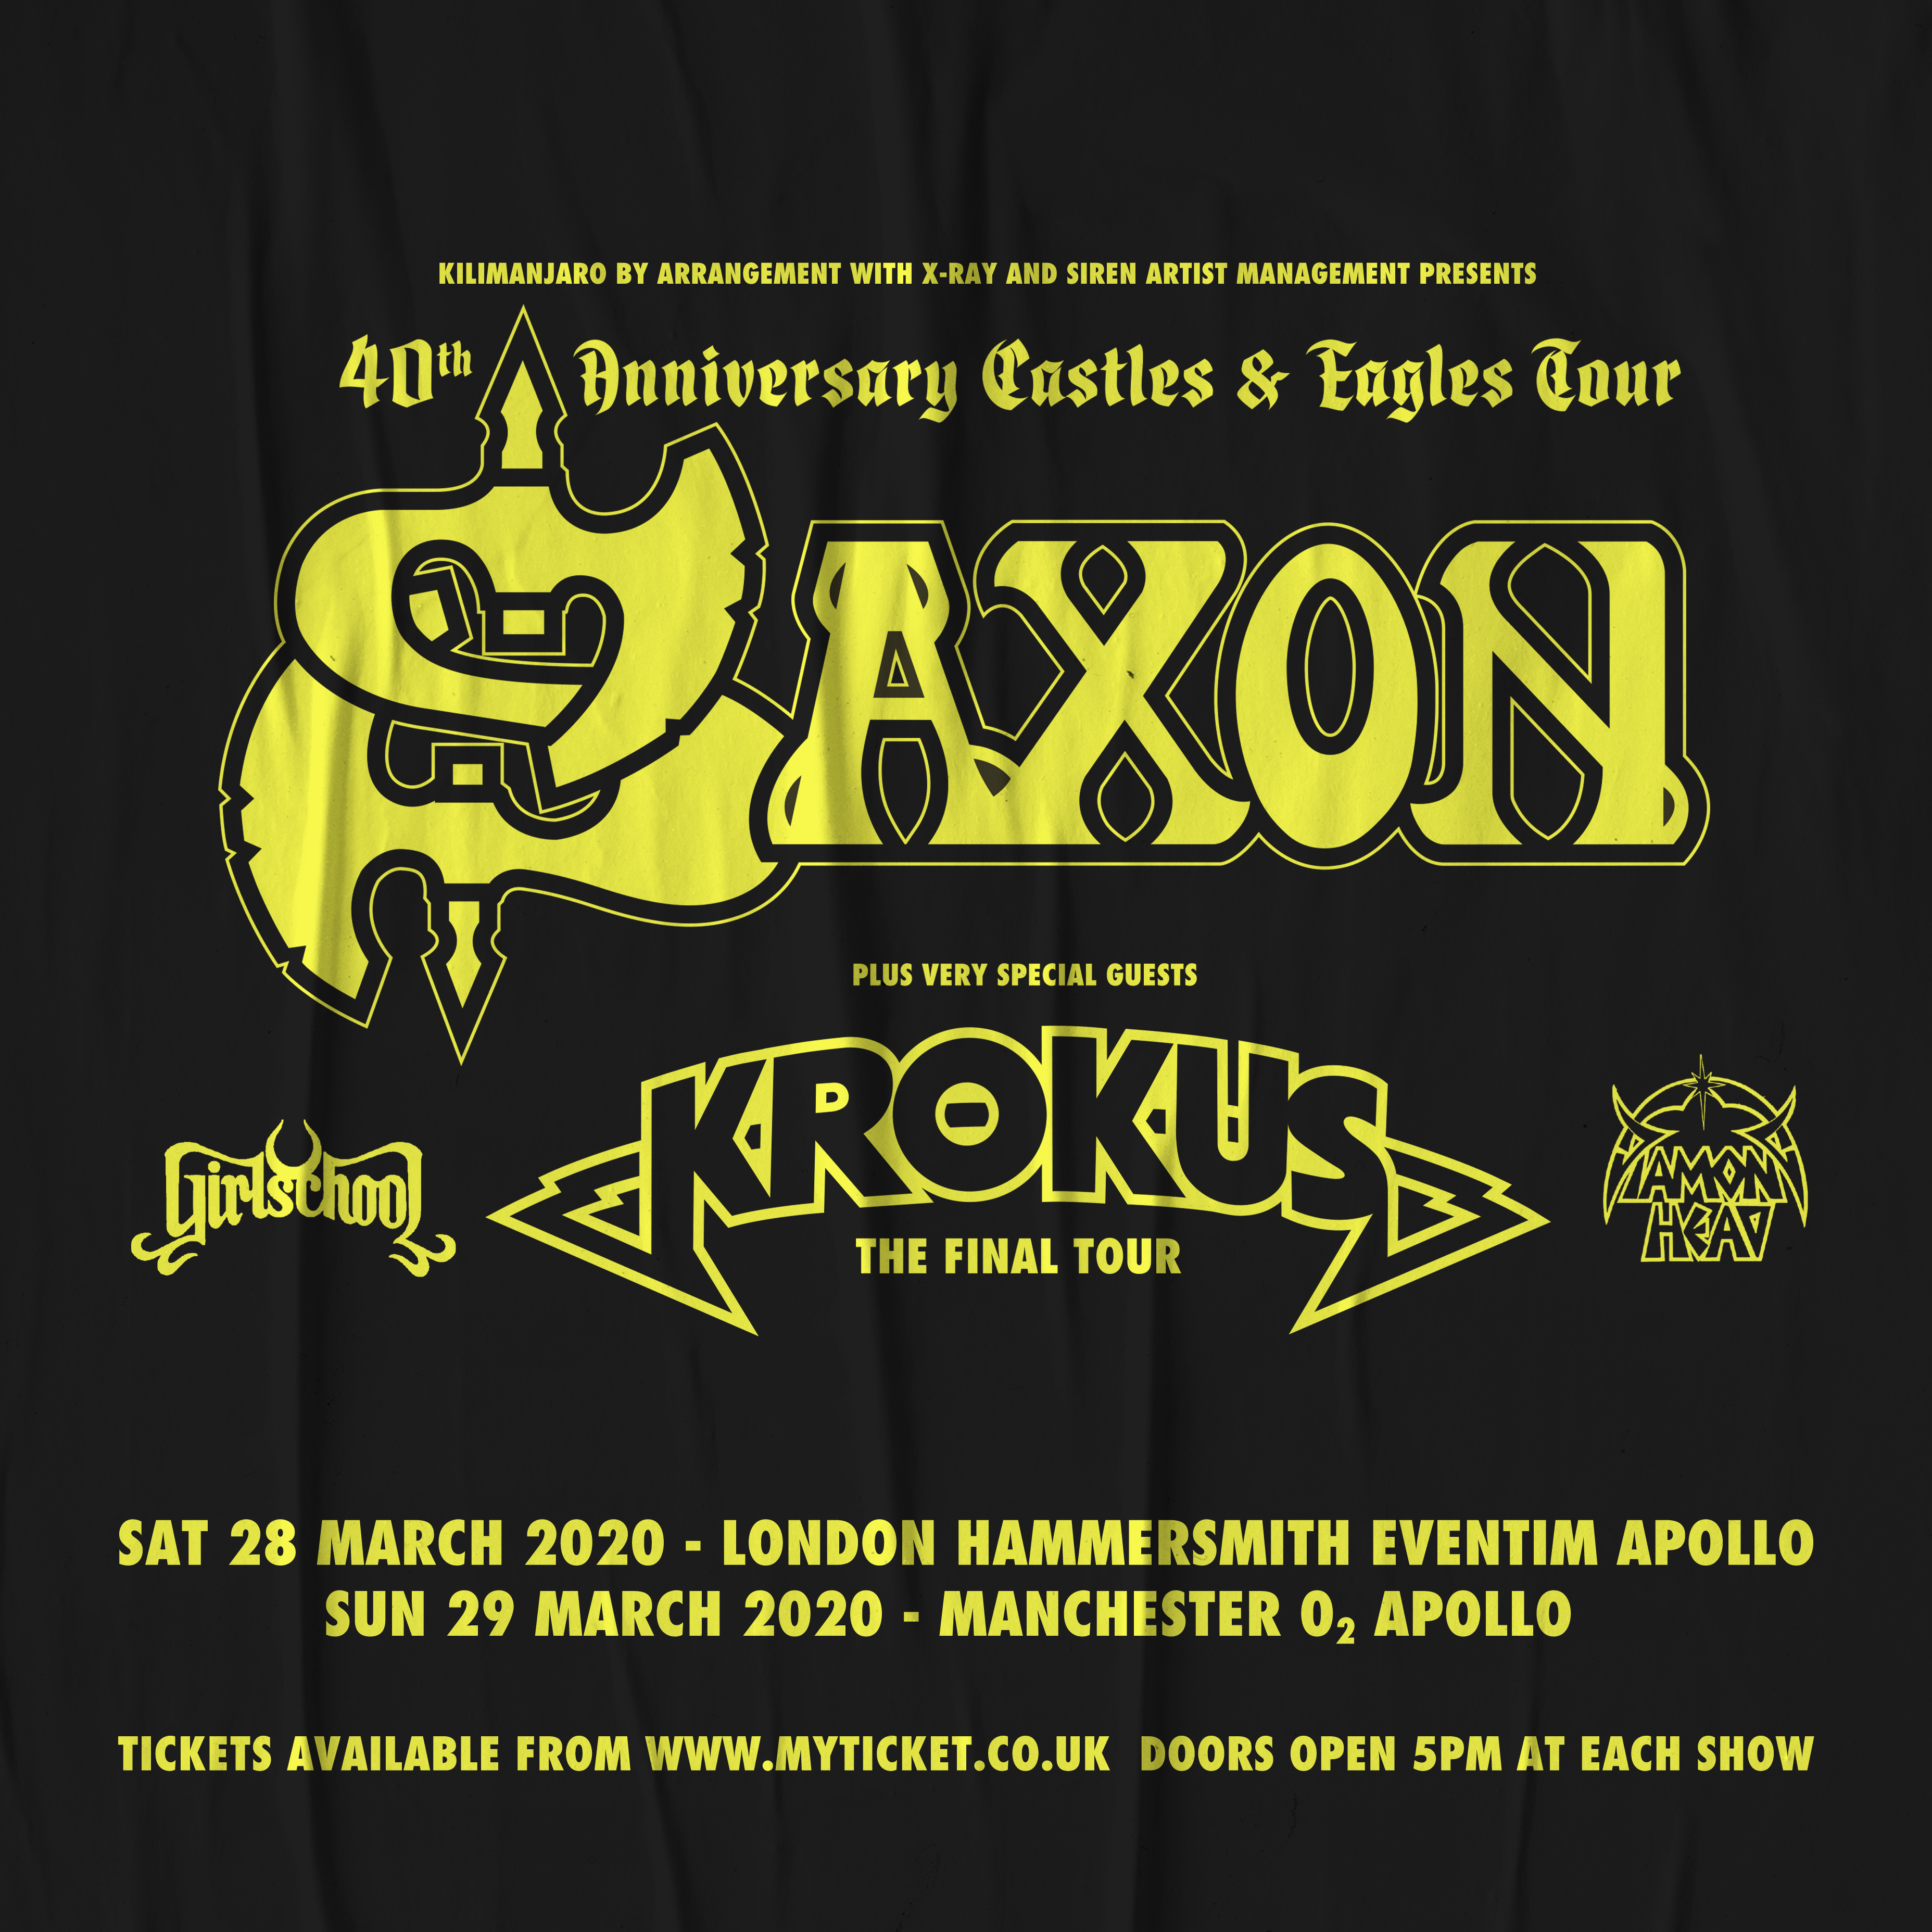 KILIMANJARO BY ARRANGEMENT WITH X-RAY AND SIREN ARTIST MANAGEMENT PRESENTS
40th Anniversary Castles & Eagles Tour
SAXON
PLUS VERY SPECIAL GUESTS
KROKUS
THE FINAL TOUR
Girlschool
DIAMOND
HEAD
SAT 28 MARCH 2020 - LONDON HAMMERSMITH EVENTIM APOLLO
SUN 29 MARCH 2020 - MANCHESTER O₂ APOLLO
TICKETS AVAILABLE FROM WWW.MYTICKET.CO.UK DOORS OPEN 5PM AT EACH SHOW